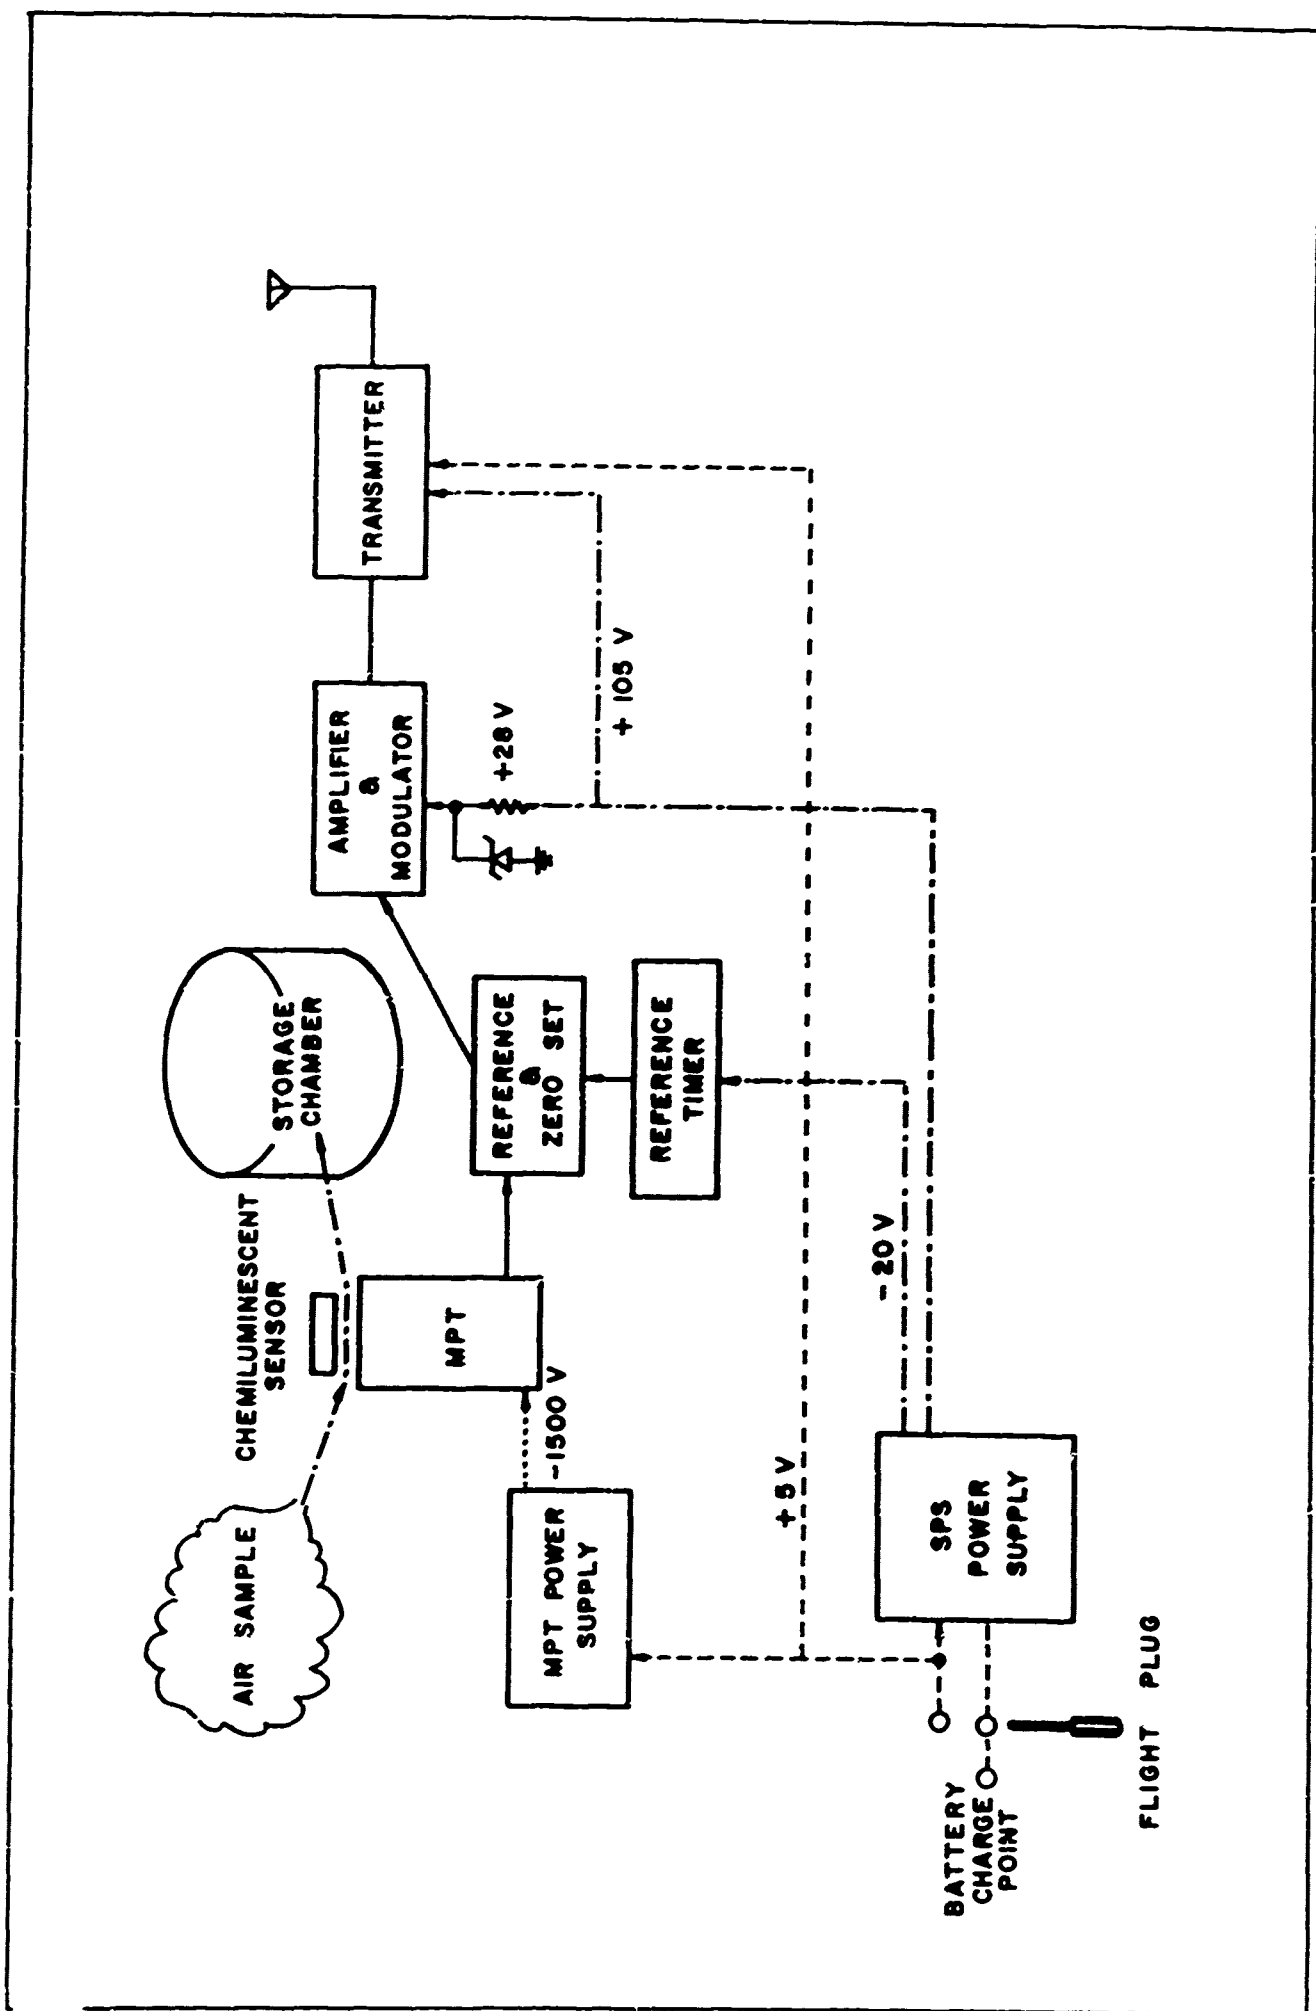 AIR SAMPLE
CHEMILUMINESCENT
SENSOR
STORAGE
CHAMBER
MPT POWER
SUPPLY
-1500 V
MPT
REFERENCE
&
ZERO SET
REFERENCE
TIMER
AMPLIFIER
&
MODULATOR
+28 V
TRANSMITTER
+ 105 V
+5 V
-20 V
SPS
POWER
SUPPLY
BATTERY
CHARGE
POINT
FLIGHT PLUG